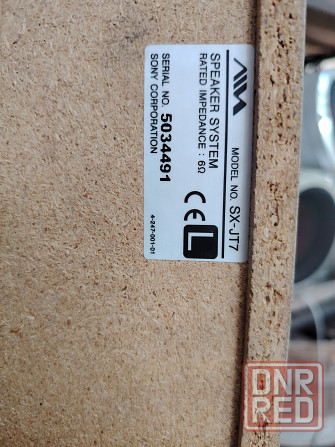 AIWA
MODEL NO. SX-JT7
SPEAKER SYSTEM
RATED IMPEDANCE : 6Ω
L
CE
SERIAL NO. 5034491
SONY CORPORATION
4-247-001-01
DNR
RED